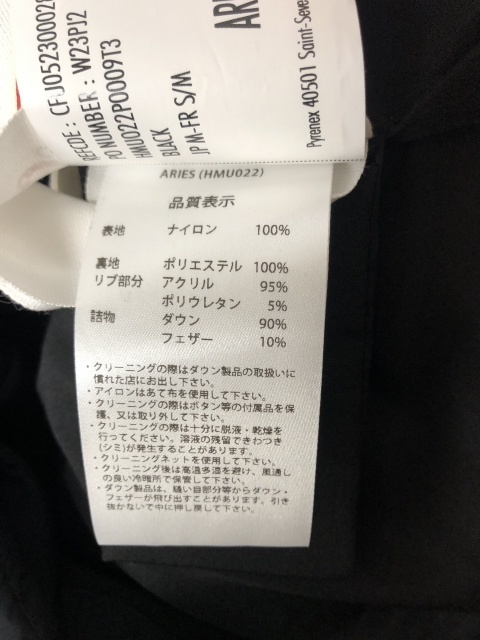 REFCDE : CFJ0523000
PO NUMBER : W23PJ2
HMU022P0009T3
BLACK
JP M-FR S/M
Pyrenex 40501 Saint-Seve
ARIES (HMU022)
品質表示
表地 ナイロン 100%
裏地 ポリエステル 100%
リブ部分 アクリル 95%
ポリウレタン 5%
詰物 ダウン 90%
フェザー 10%
・クリーニングの際はダウン製品の取扱いに
慣れた店にお出し下さい。
・アイロンはあて布を使用して下さい。
・クリーニングの際はボタン等の付属品を保
護、又は取り外して下さい。
・クリーニングの際は十分に脱液・乾燥を
行ってください。溶液の残留できわつき
(シミ)が発生することがあります。
・クリーニングネットを使用して下さい。
・クリーニング後は高温多湿を避け、風通し
の良い冷暗所で保管して下さい。
・ダウン製品は、縫い目部分等からダウン・
フェザーが飛び出すことがあります。引き
抜かないで中に押し戻して下さい。